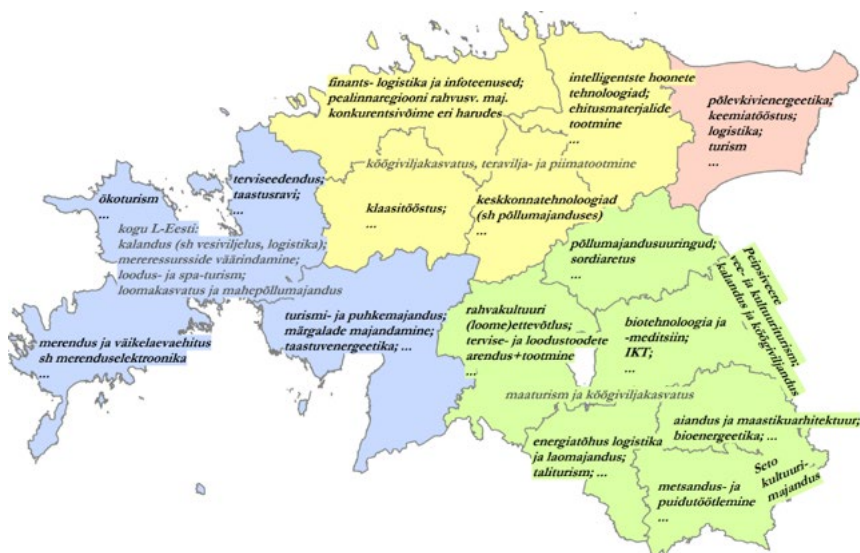 finants- logistika ja infoteenused;
pealinnaregiooni rahvusv. maj.
konkurentsivõime eri harudes
intelligentste hoonete
tehnoloogiad;
ehitusmaterjalide
tootmine
...
põlevkivienergeetika;
keemiatööstus;
logistika;
turism
...
köögiviljakasvatus, teravilja- ja piimatootmine
terviseedendus;
taastusravi;
...
ökoturism
...
klaasitööstus;
...
keskkonnatehnoloogiad
(sh põllumajanduses)
...
kogu L-Eesti:
kalandus (sh vesiviljelus, logistika);
mereressursside väärindamine;
loodus- ja spa-turism;
loomakasvatus ja mahepõllumajandus
põllumajandusuuringud;
sordiaretus
...
Peipsiveere
vee- ja kultuuriturism;
kalandus ja köögiviljandus
turismi- ja puhkemajandus;
märgalade majandamine;
taastuvenergeetika; ...
rahvakultuuri
(loome)ettevõtlus;
tervise- ja loodustoodete
arendus+tootmine
...
biotehnoloogia ja
-meditsiin;
IKT;
...
merendus ja väikelaevaehitus
sh merenduselektroonika
...
maaturism ja köögiviljakasvatus
aiandus ja maastikuarhitektuur;
bioenergeetika; ...
energiatõhus logistika
ja laomajandus;
taliturism; ...
Seto
kultuuri-
majandus
metsandus- ja
puidutöötlemine
...